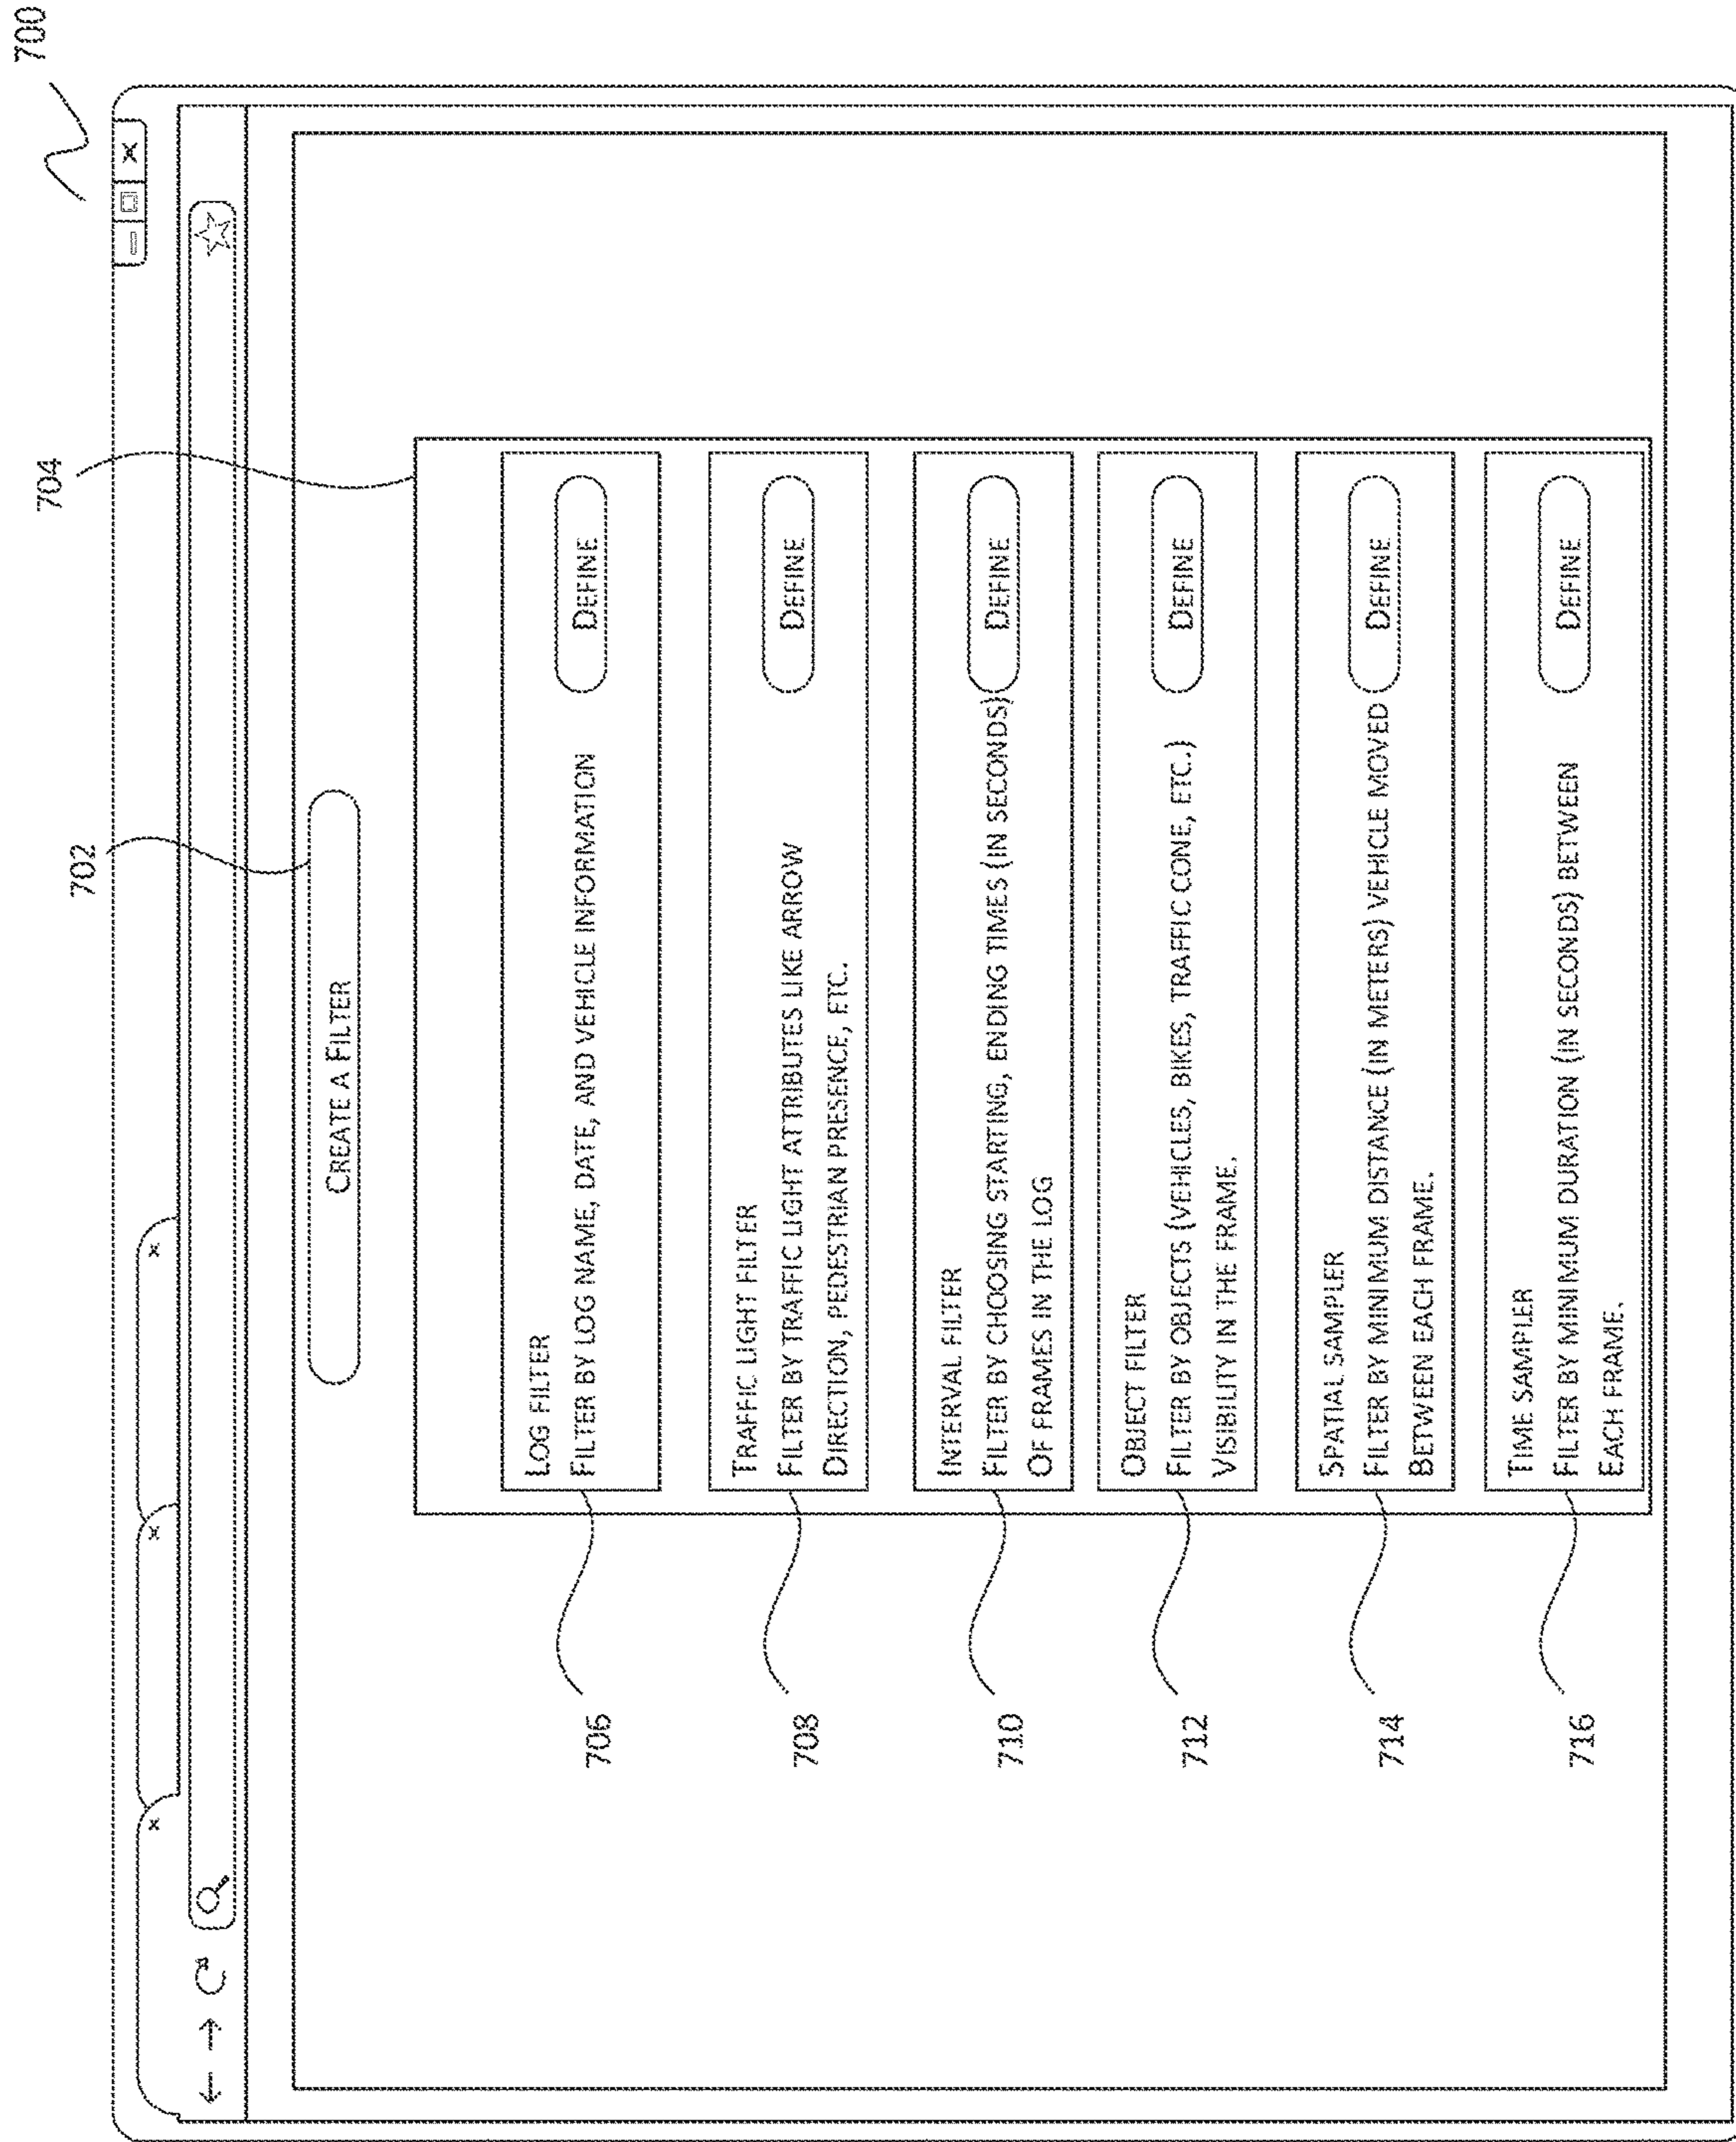 700
702
704
CREATE A FILTER
706
LOG FILTER
FILTER BY LOG NAME, DATE, AND VEHICLE INFORMATION
DEFINE
708
TRAFFIC LIGHT FILTER
FILTER BY TRAFFIC LIGHT ATTRIBUTES LIKE ARROW
DIRECTION, PEDESTRIAN PRESENCE, ETC.
DEFINE
710
INTERVAL FILTER
FILTER BY CHOOSING STARTING, ENDING TIMES (IN SECONDS)
OF FRAMES IN THE LOG
DEFINE
712
OBJECT FILTER
FILTER BY OBJECTS (VEHICLES, BIKES, TRAFFIC CONE, ETC.)
VISIBILITY IN THE FRAME.
DEFINE
714
SPATIAL SAMPLER
FILTER BY MINIMUM DISTANCE (IN METERS) VEHICLE MOVED
BETWEEN EACH FRAME.
DEFINE
716
TIME SAMPLER
FILTER BY MINIMUM DURATION (IN SECONDS) BETWEEN
EACH FRAME.
DEFINE